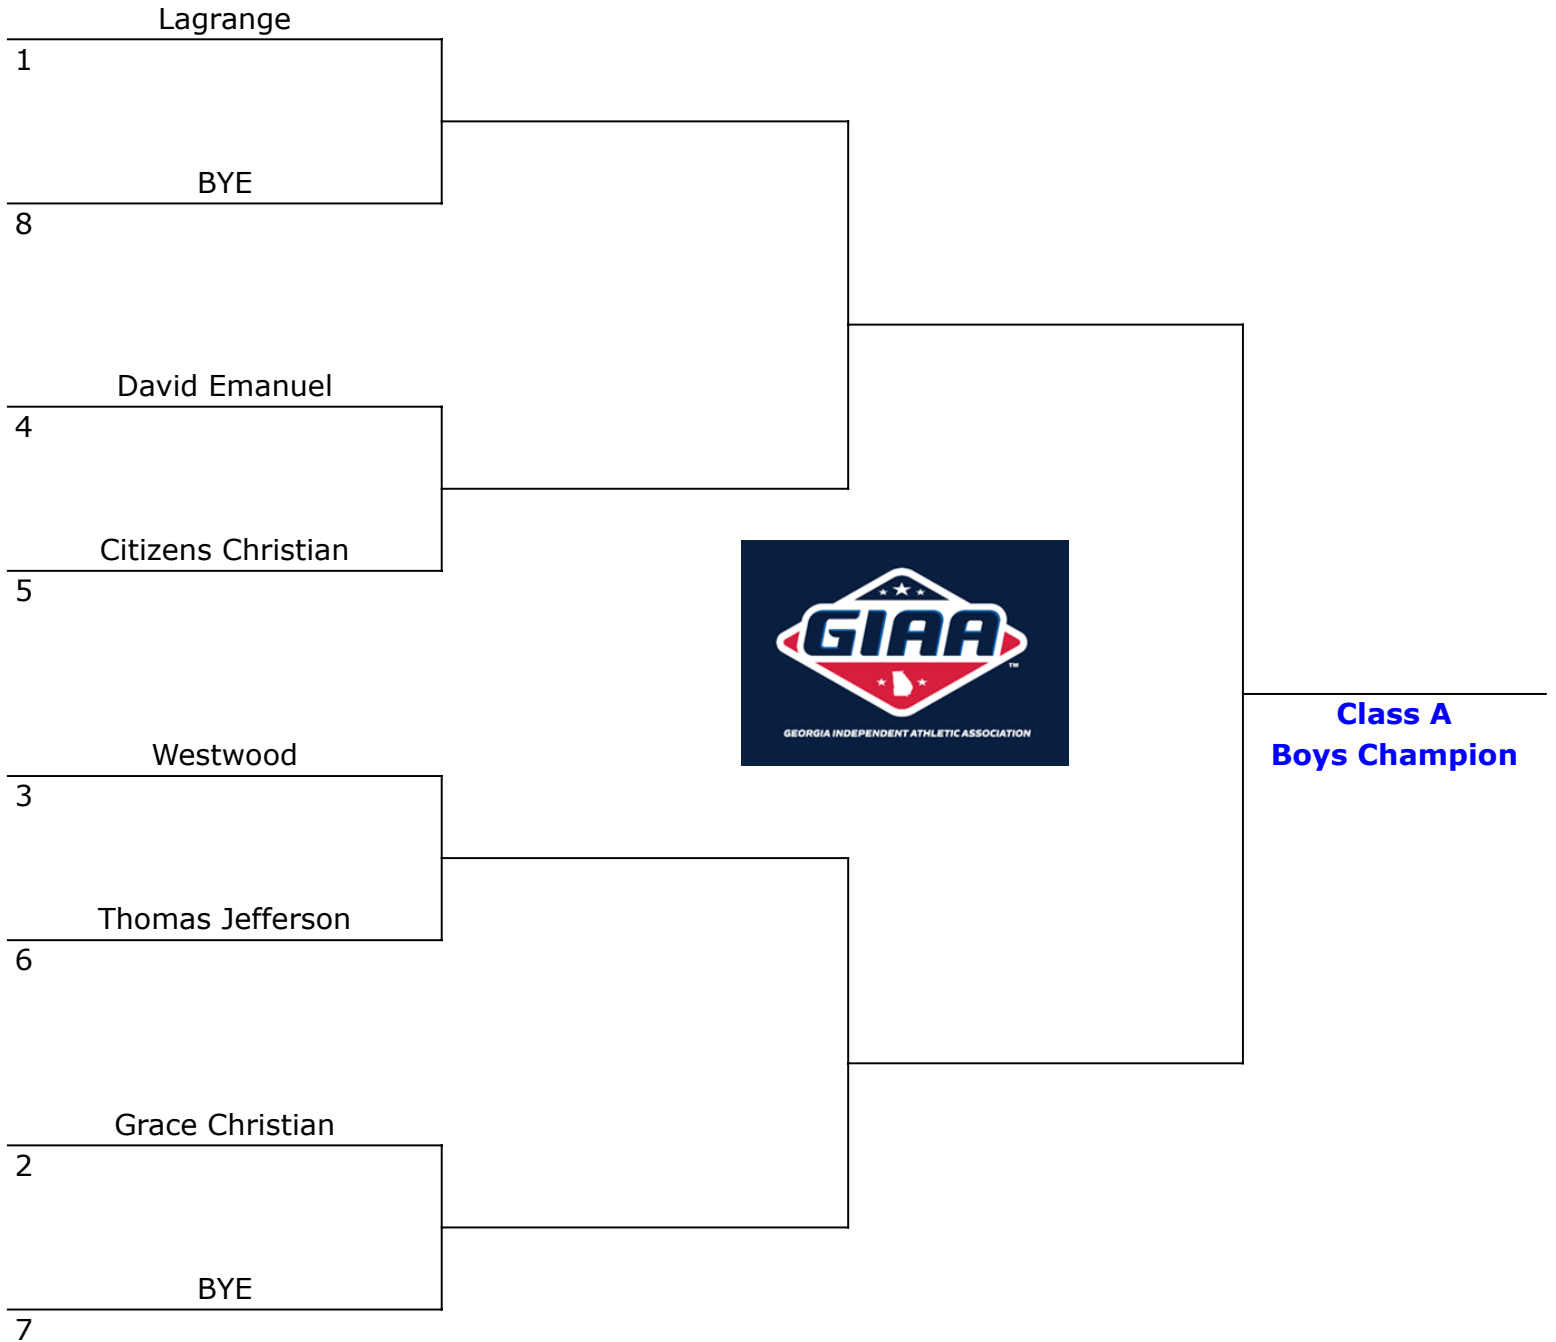 Lagrange
1
BYE
8
David Emanuel
4
Citizens Christian
5
GIAA
TM
GEORGIA INDEPENDENT ATHLETIC ASSOCIATION
Class A
Boys Champion
Westwood
3
Thomas Jefferson
6
Grace Christian
2
BYE
7